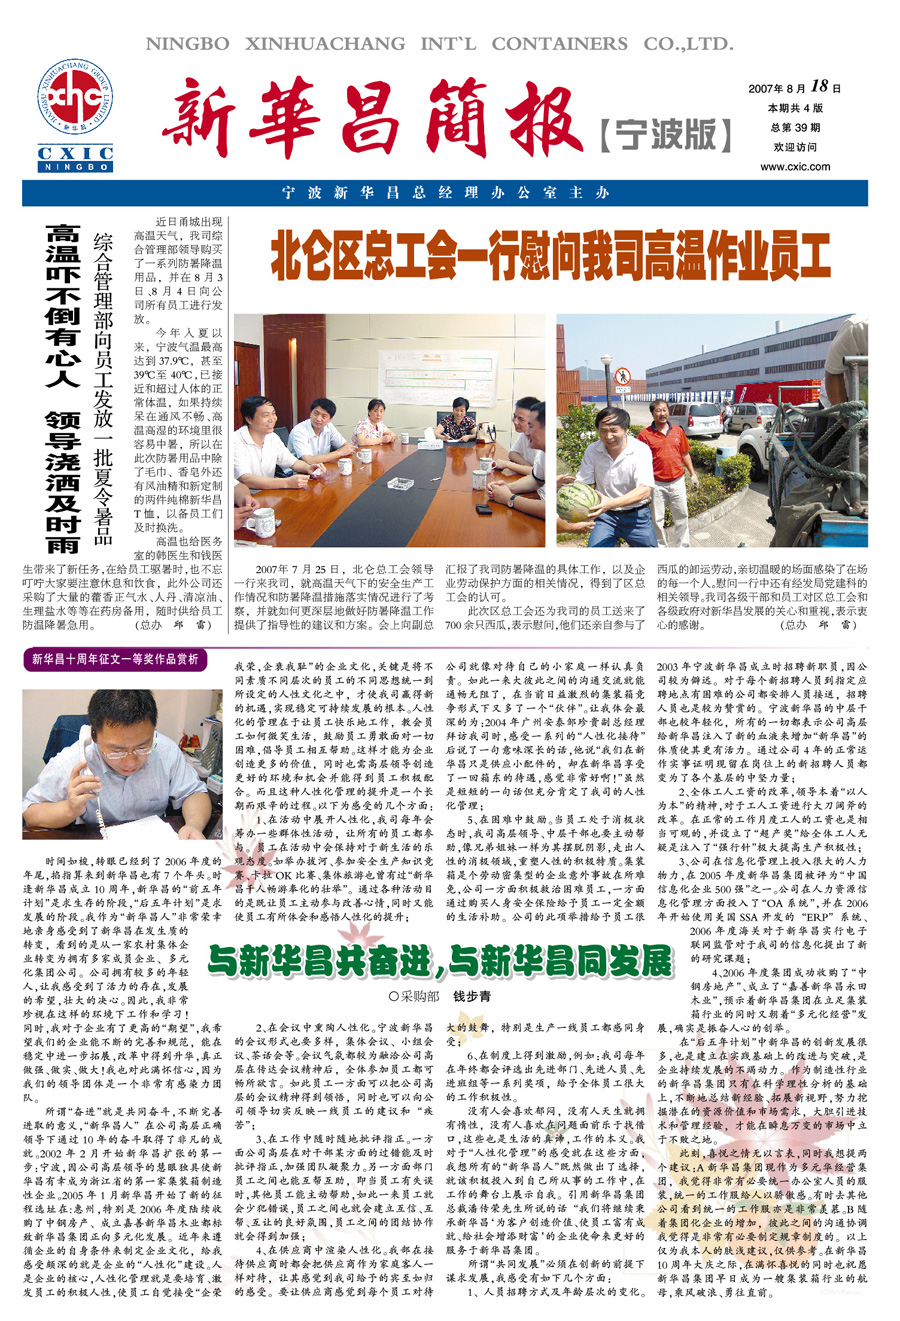 NINGBO XINHUACHANG INT`L CONTAINERS CO.,LTD.
CXIC
NINGBO
新華昌簡报
【宁波版】
2007年8月18日
本期共4版
总第39期
欢迎访问
www.cxic.com
宁波新华昌总经理办公室主办
高温吓不倒有心人 领导浇洒及时雨
综合管理部向员工发放一批夏令暑品
近日甬城出现
高温天气，我司综
合管理部领导购买
了一系列防暑降温
用品，并在8月3
日、8月4日向公
司所有员工进行发
放。
今年入夏以
来，宁波气温最高
达到37.9℃，甚至
39℃至40℃，已接
近和超过人体的正
常体温，如果持续
呆在通风不畅、高
温高湿的环境里很
容易中暑，所以在
此次防暑用品中除
了毛巾、香皂外还
有风油精和新定制
的两件纯棉新华昌
T恤，以备员工们
及时换洗。
高温也给医务
室的韩医生和钱医
生带来了新任务，在给员工驱暑时，也不忘
叮咛大家要注意休息和饮食，此外公司还
采购了大量的藿香正气水、人丹、清凉油、
生理盐水等等在药房备用，随时供给员工
防温降暑急用。 （总办 邱雷）
北仑区总工会一行慰问我司高温作业员工
2007年7月25日，北仑总工会领导
一行来我司，就高温天气下的安全生产工
作情况和防暑降温措施落实情况进行了考
察，并就如何更深层地做好防暑降温工作
提供了指导性的建议和方案。会上向副总
汇报了我司防暑降温的具体工作，以及企
业劳动保护方面的相关情况，得到了区总
工会的认可。
此次区总工会还为我司的员工送来了
700余只西瓜，表示慰问，他们还亲自参与了
西瓜的卸运劳动，亲切温暖的场面感染了在场
的每一个人。慰问一行中还有经发局党建科的
相关领导。我司各级干部和员工对区总工会和
各级政府对新华昌发展的关心和重视，表示衷
心的感谢。 （总办 邱雷）
新华昌十周年征文一等奖作品赏析
与新华昌共奋进，与新华昌同发展
○采购部 钱步青
时间如梭，转眼已经到了2006年度的
年尾，掐指算来到新华昌也有7个年头。时
逢新华昌成立10周年，新华昌的“前五年
计划”是求生存的阶段，“后五年计划”是求
发展的阶段。我作为“新华昌人”非常荣幸
地亲身感受到了新华昌在发生质的
转变，看到的是从一家农村集体企
业转变为拥有多家成员企业、多元
化集团公司。公司拥有较多的年轻
人，让我感受到了活力的存在，发展
的希望，壮大的决心。因此，我非常
珍视在这样的环境下工作和学习！
同时，我对于企业有了更高的“期望”，我希
望我们的企业能不断的完善和规范，能在
稳定中进一步拓展，改革中得到升华，真正
做强、做实、做大！我也对此满怀信心，因为
我们的领导团体是一个非常有感染力团
队。
所谓“奋进”就是共同奋斗，不断完善
进取的意义，“新华昌人”在公司高层正确
领导下通过10年的奋斗取得了非凡的成
就。2002年2月开始新华昌扩张的第一
步；宁波，因公司高层领导的慧眼独具使新
华昌有幸成为浙江省的第一家集装箱制造
性企业。2005年1月新华昌开始了新的征
程选址在：惠州，特别是2006年度陆续收
购了中钢房产、成立嘉善新华昌木业都标
致新华昌集团正向多元化发展。近年来遵
循企业的自身条件来制定企业文化，给我
感受颇深的就是企业的“人性化”建设。人
是企业的核心，人性化管理就是要培育、激
发员工的积极人性，使员工自觉接受“企荣
我荣，企衰我耻”的企业文化，关键是将不
同素质不同层次的员工的不同思想统一到
所设定的人性文化之中，才使我司赢得新
的机遇，实现稳定可持续发展的根本。人性
化的管理在于让员工快乐地工作，教会员
工如何微笑生活，鼓励员工勇敢面对一切
困难，倡导员工相互帮助。这样才能为企业
创造更多的价值，同时也需高层领导创造
更好的环境和机会并能得到员工积极配
合。而且这种人性化管理的提升是一个长
期而艰辛的过程。以下为感受的几个方面：
1、在活动中展开人性化，我司每年会
筹办一些群体性活动，让所有的员工都参
与。员工在活动中会保持对于新生活的乐
观态度。如举办拔河、参加安全生产知识竞
赛、卡拉OK比赛、集体旅游也曾有过“新华
昌千人畅游奉化的壮举”。通过各种活动目
的是既让员工主动参与改善心情，同时又能
使员工有所体会和感悟人性化的提升；
2、在会议中熏陶人性化。宁波新华昌
的会议形式也要多样，集体会议、小组会
议、茶话会等。会议气氛都较为融洽公司高
层在传达会议精神后，全体参加员工都可
畅所欲言。如此员工一方面可以把公司高
层的会议精神得到领悟，同时也可以向公
司领导切实反映一线员工的建议和“疾
苦”；
3、在工作中随时随地批评指正。一方
面公司高层在对干部某方面的过错能及时
批评指正，加强团队凝聚力。另一方面部门
员工之间也能互帮互助，即当员工有失误
时，其他员工能主动帮助，如此一来员工就
会少犯错误，员工之间也就会建立互信、互
帮、互让的良好氛围，员工之间的团结协作
就会得到加强；
4、在供应商中渲染人性化。我部在接
待供应商时都会把供应商作为家庭客人一
样对待，让其感觉到我司给予的宾至如归
的感受。要让供应商感觉到每个员工对待
公司就像对待自己的小家庭一样认真负
责。如此一来大彼此之间的沟通交流就能
通畅无阻了，在当前日益激烈的集装箱竞
争形式下又多了一个“伙伴”。让我体会最
深的为：2004年广州安泰邬珍贵副总经理
拜访我司时，感受一系列的“人性化接待”
后说了一句意味深长的话，他说“我们在新
华昌只是供应小配件的，却在新华昌享受
了一回箱东的待遇，感觉非常好啊！”虽然
是短短的一句话但充分肯定了我司的人性
化管理；
5、在困难中鼓励。当员工处于消极状
态时，我司高层领导、中层干部也要主动帮
助，像兄弟姐妹一样为其摆脱阴影，走出人
性的消极领域，重塑人性的积极特质。集装
箱是个劳动密集型的企业意外事故在所难
免，公司一方面积极救治困难员工，一方面
通过购买人身安全保险给予员工一定金额
的生活补助。公司的此项举措给予员工很
大的鼓舞，特别是生产一线员工都感同身
受；
6、在制度上得到激励，例如：我司每年
在年终都会评选出先进部门、先进人员、先
进班组等一系列奖项，给于全体员工很大
的工作积极性。
没有人会喜欢郁闷，没有人天生就拥
有惰性，没有人喜欢在问题面前乐于找借
口，这些也是生活的真谛，工作的本义。我
对于“人性化管理”的感受就在这些方面，
我想所有的“新华昌人”既然做出了选择，
就该积极投入到自己所从事的工作中，在
工作的舞台上展示自我。引用新华昌集团
总裁潘传荣先生所说的话“我们将继续秉
承新华昌‘为客户创造价值、使员工富有成
就、给社会增添财富’的企业使命来更好的
服务于新华昌集团。
所谓“共同发展”必须在创新的前提下
谋求发展，我感受有如下几个方面：
1、人员招聘方式及年龄层次的变化。
2003年宁波新华昌成立时招聘新职员，因公
司较为偏远。对于每个新招聘人员到指定应
聘地点有困难的公司都安排人员接送，招聘
人员也是较为赞赏的。宁波新华昌的中层干
部也较年轻化，所有的一切都表示公司高层
给新华昌注入了新的血液来增加“新华昌”的
体质使其更有活力。通过公司4年的正常运
作实事证明现留在岗位上的新招聘人员都
变为了各个基层的中坚力量；
2、全体工人工资的改革，领导本着“以人
为本”的精神，对于工人工资进行大刀阔斧的
改革。在正常的工作月度工人的工资也是相
当可观的，并设立了“超产奖”给全体工人无
疑是注入了“强行针”极大提高生产积极性；
3、公司在信息化管理上投入很大的人力
物力，在2005年度新华昌集团被评为“中国
信息化企业500强”之一。公司在人力资源信
息化管理方面投入了“OA系统”，并在2006
年开始使用美国SSA开发的“ERP”系统、
2006年度海关对于新华昌实行电子
联网监管对于我司的信息化提出了新
的研究课题；
4、2006年度集团成功收购了“中
钢房地产”、成立了“嘉善新华昌永田
木业”，预示着新华昌集团在立足集装
箱行业的同时又朝着“多元化经营”发
展，确实是振奋人心的创举。
在“后五年计划”中新华昌的创新发展很
多，也是建立在实践基础上的改进与突破，是
企业持续发展的不竭动力。作为制造性行业
的新华昌集团只有在科学理性分析的基础
上，不断地总结新经验、拓展新视野，努力挖
掘潜在的资源价值和市场需求，大胆引进技
术和管理经验，才能在瞬息万变的市场中立
于不败之地。
此刻，喜悦之情无以言表，同时我想提两
个建议：A新华昌集团现作为多元华经营集
团，我觉得非常有必要统一办公室人员的服
装，统一的工作服给人以骄傲感。有时去其他
公司看到统一的工作服亦是非常羡慕。B随
着集团化企业的增加，彼此之间的沟通协调
我觉得是非常有必要制定规章制度的。以上
仅为我本人的肤浅建议，仅供参考。在新华昌
10周年大庆之际，在满怀喜悦的同时也祝愿
新华昌集团早日成为一艘集装箱行业的航
母，乘风破浪、勇往直前。